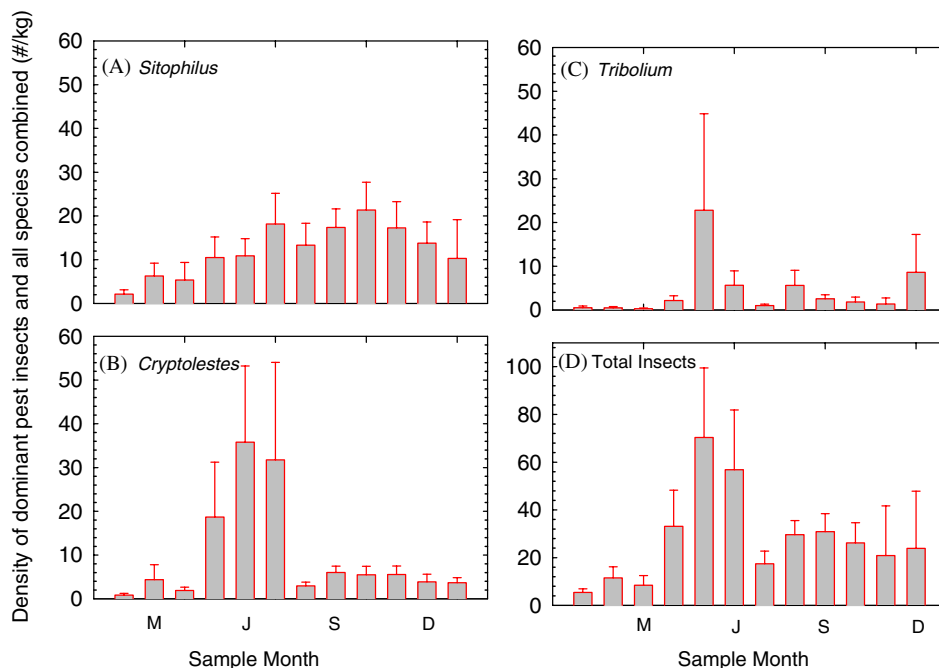 Density of dominant pest insects and all species combined (#/kg)
60
50
40
30
20
10
0
(A) Sitophilus
60
50
40
30
20
10
0
(B) Cryptolestes
M
J
S
D
Sample Month
60
50
40
30
20
10
0
(C) Tribolium
100
80
60
40
20
0
(D) Total Insects
M
J
S
D
Sample Month